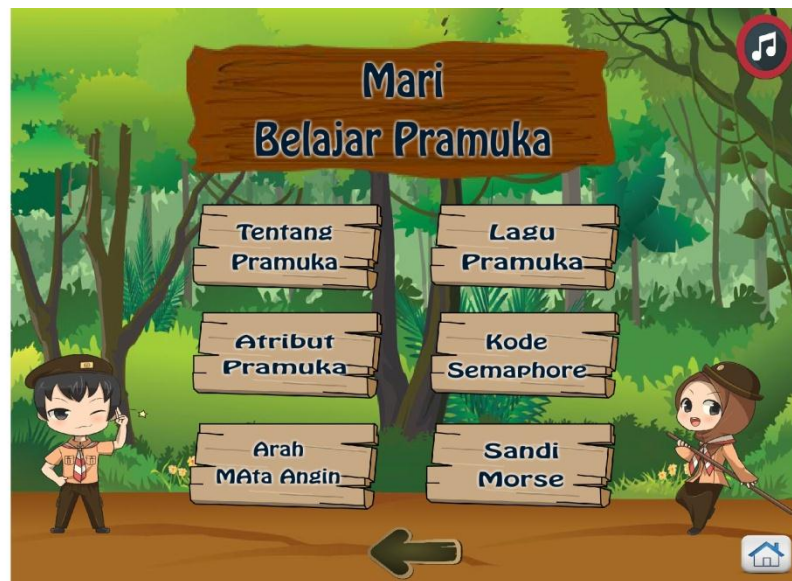 Mari
Belajar Pramuka
Tentang
Pramuka
Lagu
Pramuka
Atribut
Pramuka
Kode
Semaphore
Arah
MAta Angin
Sandi
Morse